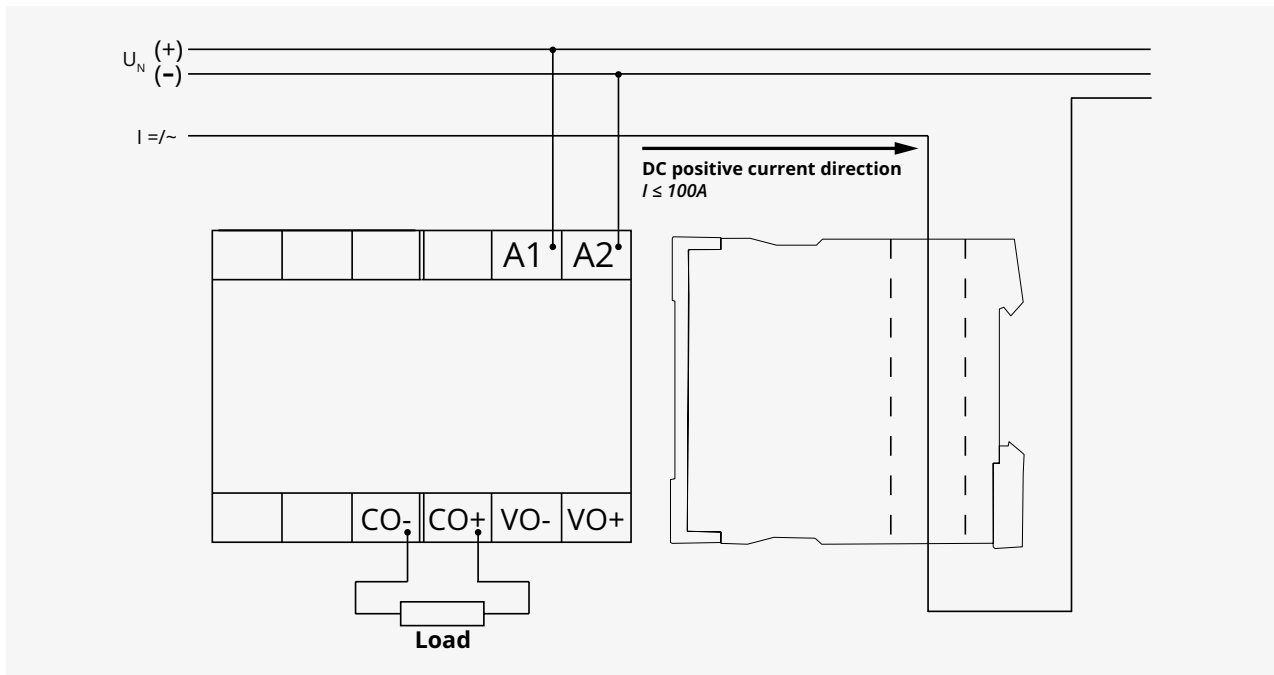 U_N (+)
(−)
I =/~
DC positive current direction
I ≤ 100A
A1 A2
CO- CO+ VO- VO+
Load